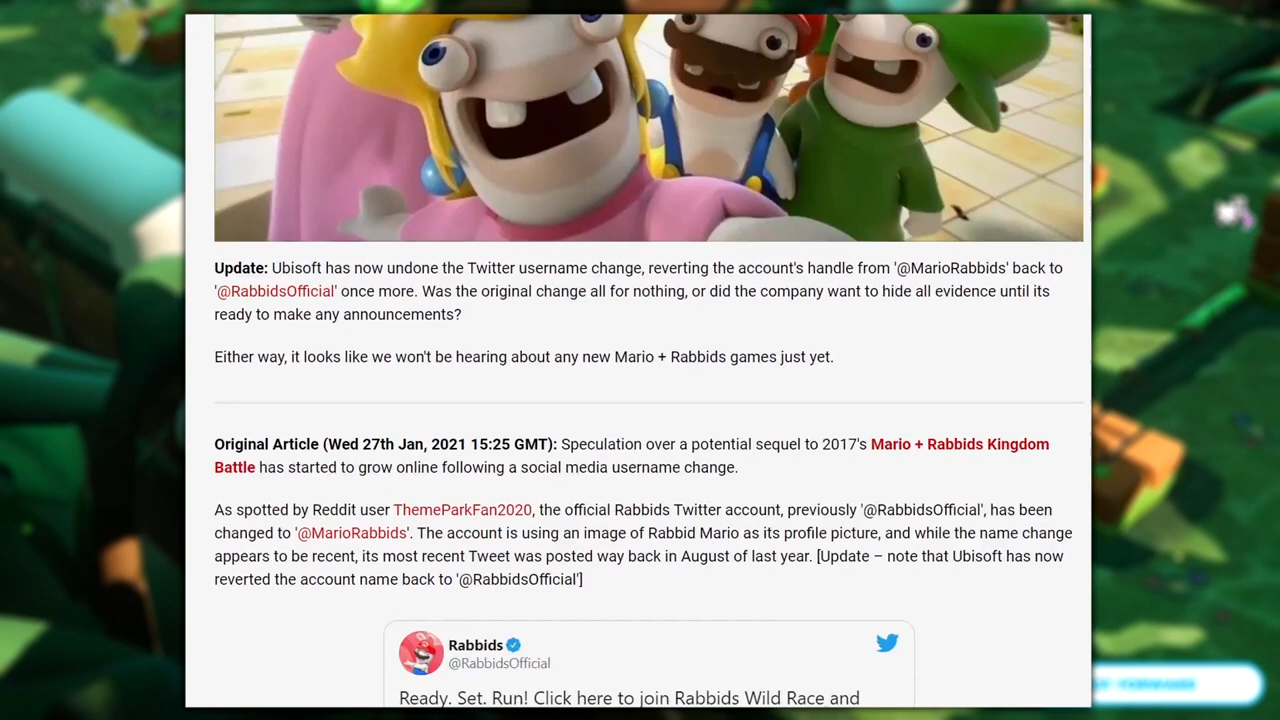 Update: Ubisoft has now undone the Twitter username change, reverting the account's handle from '@MarioRabbids' back to
'@RabbidsOfficial' once more. Was the original change all for nothing, or did the company want to hide all evidence until its
ready to make any announcements?
Either way, it looks like we won't be hearing about any new Mario + Rabbids games just yet.
Original Article (Wed 27th Jan, 2021 15:25 GMT): Speculation over a potential sequel to 2017's Mario + Rabbids Kingdom
Battle has started to grow online following a social media username change.
As spotted by Reddit user ThemeParkFan2020, the official Rabbids Twitter account, previously '@RabbidsOfficial', has been
changed to '@MarioRabbids'. The account is using an image of Rabbid Mario as its profile picture, and while the name change
appears to be recent, its most recent Tweet was posted way back in August of last year. [Update – note that Ubisoft has now
reverted the account name back to '@RabbidsOfficial']
Rabbids
@RabbidsOfficial
Ready. Set. Run! Click here to join Rabbids Wild Race and